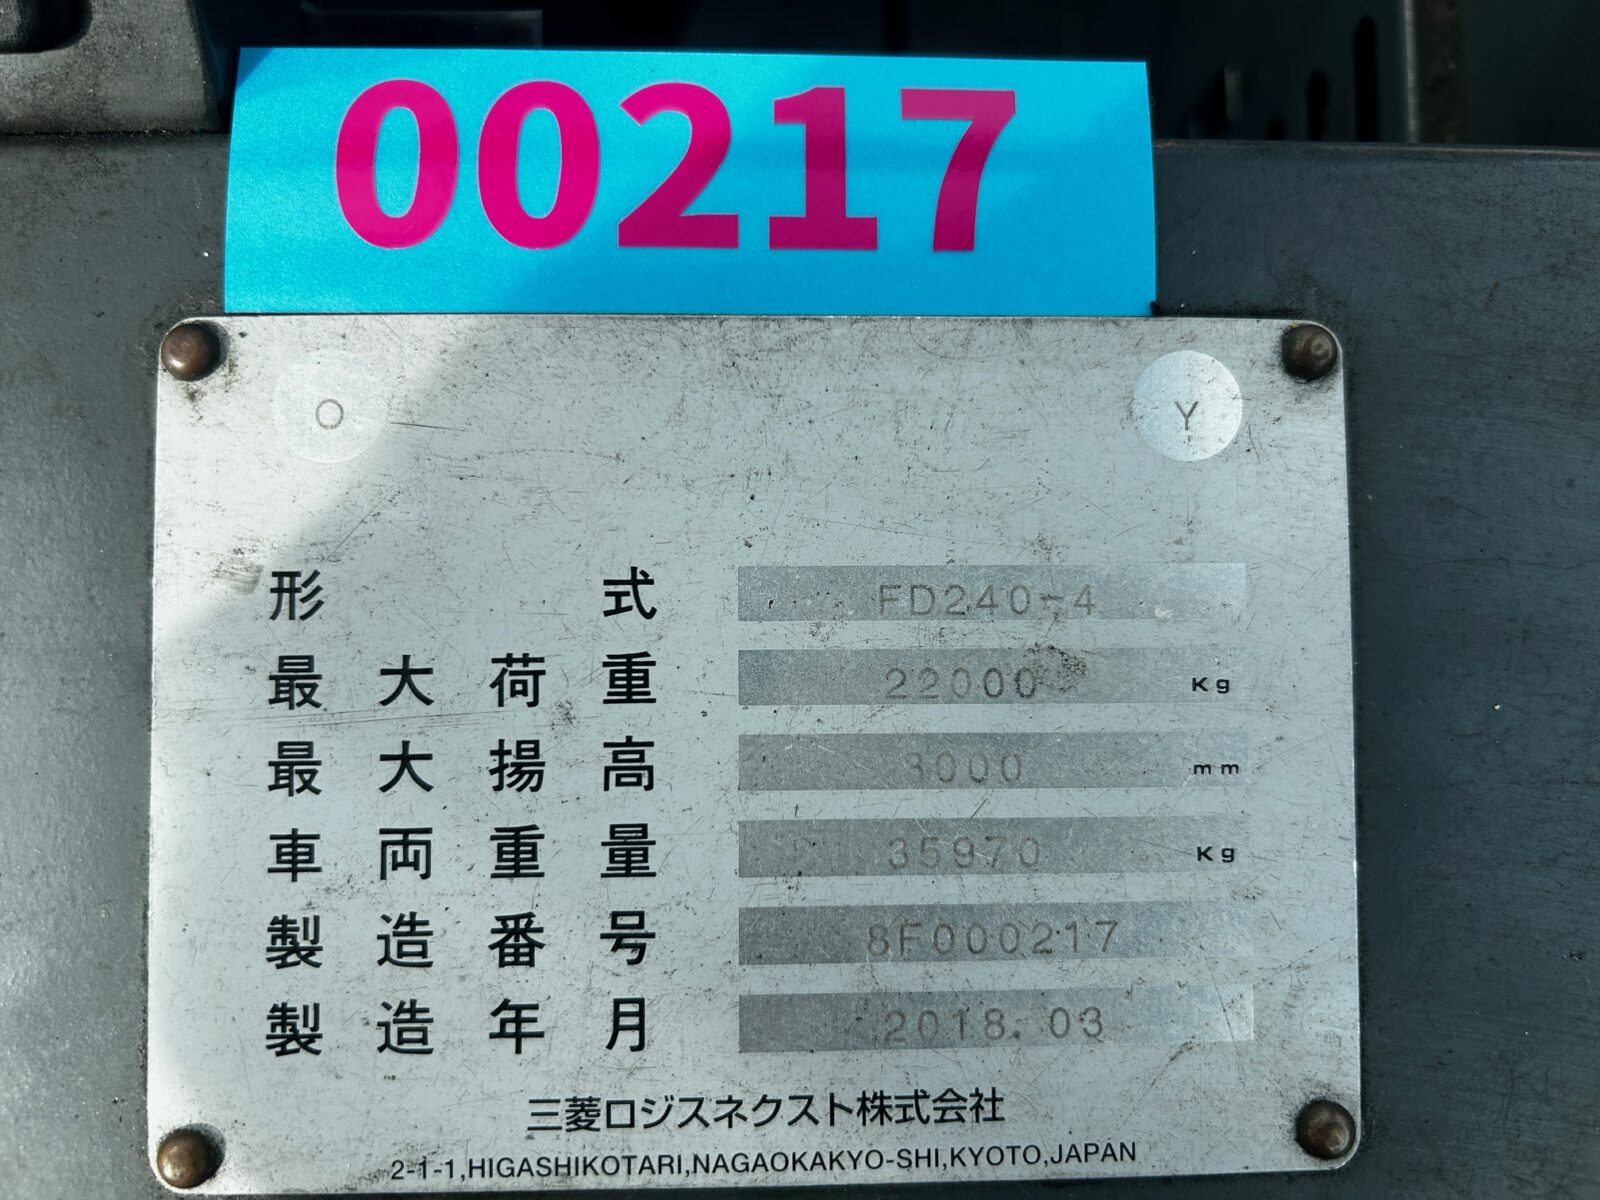 00217
O Y
形式 FD240-4
最大荷重 22000 Kg
最大揚高 3000 mm
車両重量 35970 Kg
製造番号 8F000217
製造年月 2018.03
三菱ロジスネクスト株式会社
2-1-1,HIGASHIKOTARI,NAGAOKAKYO-SHI,KYOTO,JAPAN